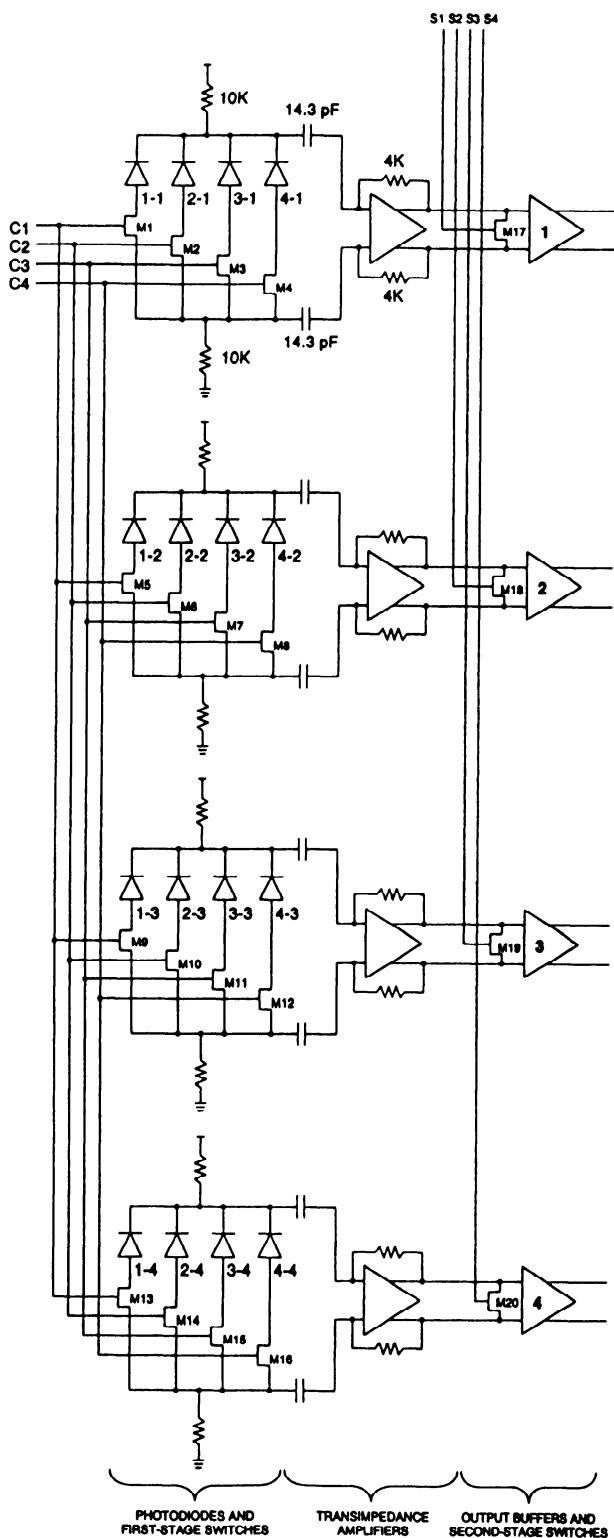 S1 S2 S3 S4
10K
14.3 pF
4K
1-1 2-1 3-1 4-1
C1
M1
M17
1
C2
M2
C3
M3
C4
M4
4K
10K
14.3 pF
1-2 2-2 3-2 4-2
M5
M18
2
M6
M7
M8
1-3 2-3 3-3 4-3
M9
M19
3
M10
M11
M12
1-4 2-4 3-4 4-4
M13
M20
4
M14
M15
M16
PHOTODIODES AND FIRST-STAGE SWITCHES
TRANSIMPEDANCE AMPLIFIERS
OUTPUT BUFFERS AND SECOND-STAGE SWITCHES